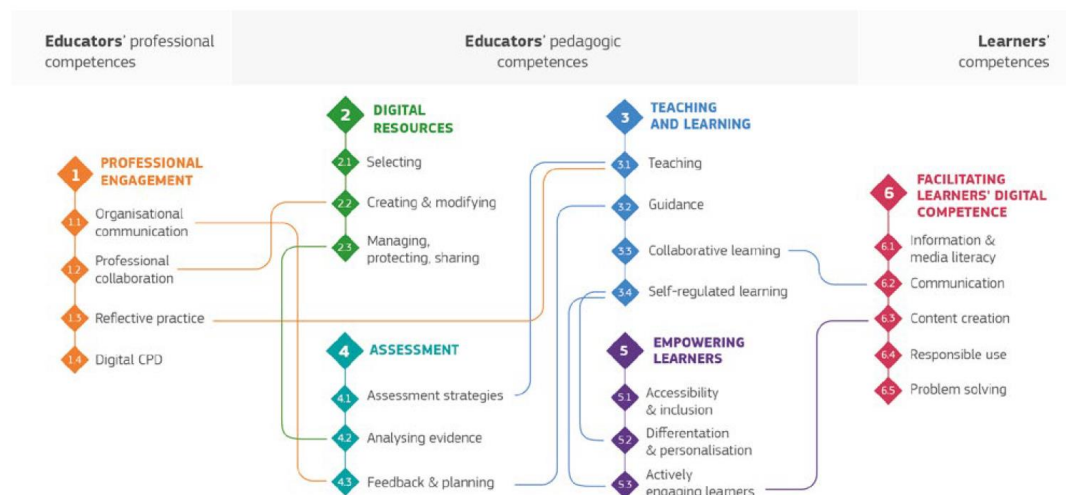 Educators' professional
competences
Educators' pedagogic
competences
Learners'
competences
1
PROFESSIONAL
ENGAGEMENT
1.1
Organisational
communication
1.2
Professional
collaboration
1.3
Reflective practice
1.4
Digital CPD
2
DIGITAL
RESOURCES
2.1
Selecting
2.2
Creating & modifying
2.3
Managing,
protecting, sharing
3
TEACHING
AND LEARNING
3.1
Teaching
3.2
Guidance
3.3
Collaborative learning
3.4
Self-regulated learning
4
ASSESSMENT
4.1
Assessment strategies
4.2
Analysing evidence
4.3
Feedback & planning
5
EMPOWERING
LEARNERS
5.1
Accessibility
& inclusion
5.2
Differentation
& personalisation
5.3
Actively
engaging learners
6
FACILITATING
LEARNERS' DIGITAL
COMPETENCE
6.1
Information &
media literacy
6.2
Communication
6.3
Content creation
6.4
Responsible use
6.5
Problem solving